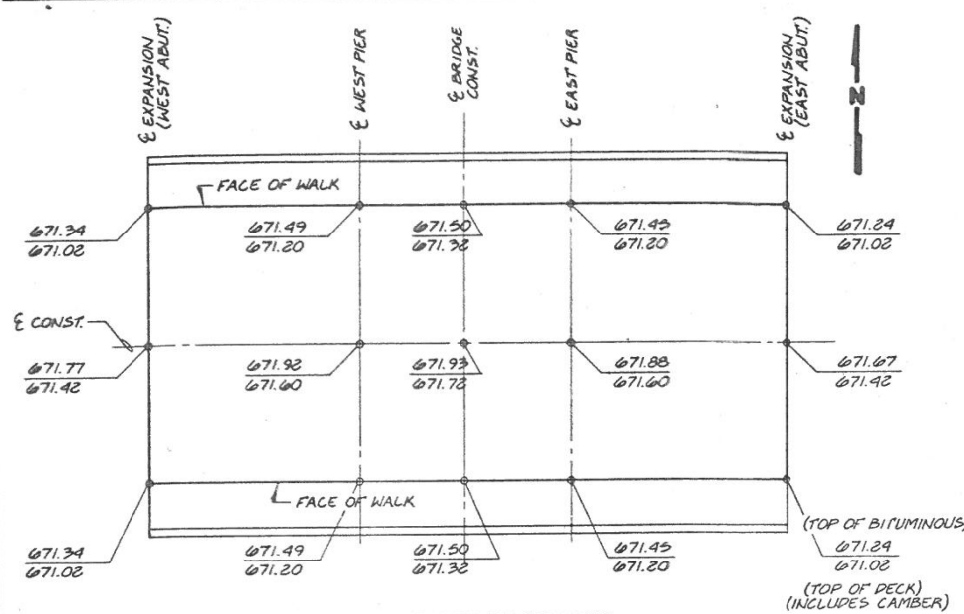 ℄ EXPANSION
(WEST ABUT.)
℄ WEST PIER
℄ BRIDGE
CONST.
℄ EAST PIER
℄ EXPANSION
(EAST ABUT.)
N
FACE OF WALK
671.34
671.02
671.49
671.20
671.50
671.32
671.45
671.20
671.24
671.02
℄ CONST.
671.77
671.42
671.92
671.60
671.93
671.72
671.88
671.60
671.67
671.42
FACE OF WALK
671.34
671.02
671.49
671.20
671.50
671.32
671.45
671.20
(TOP OF BITUMINOUS)
671.24
671.02
(TOP OF DECK)
(INCLUDES CAMBER)